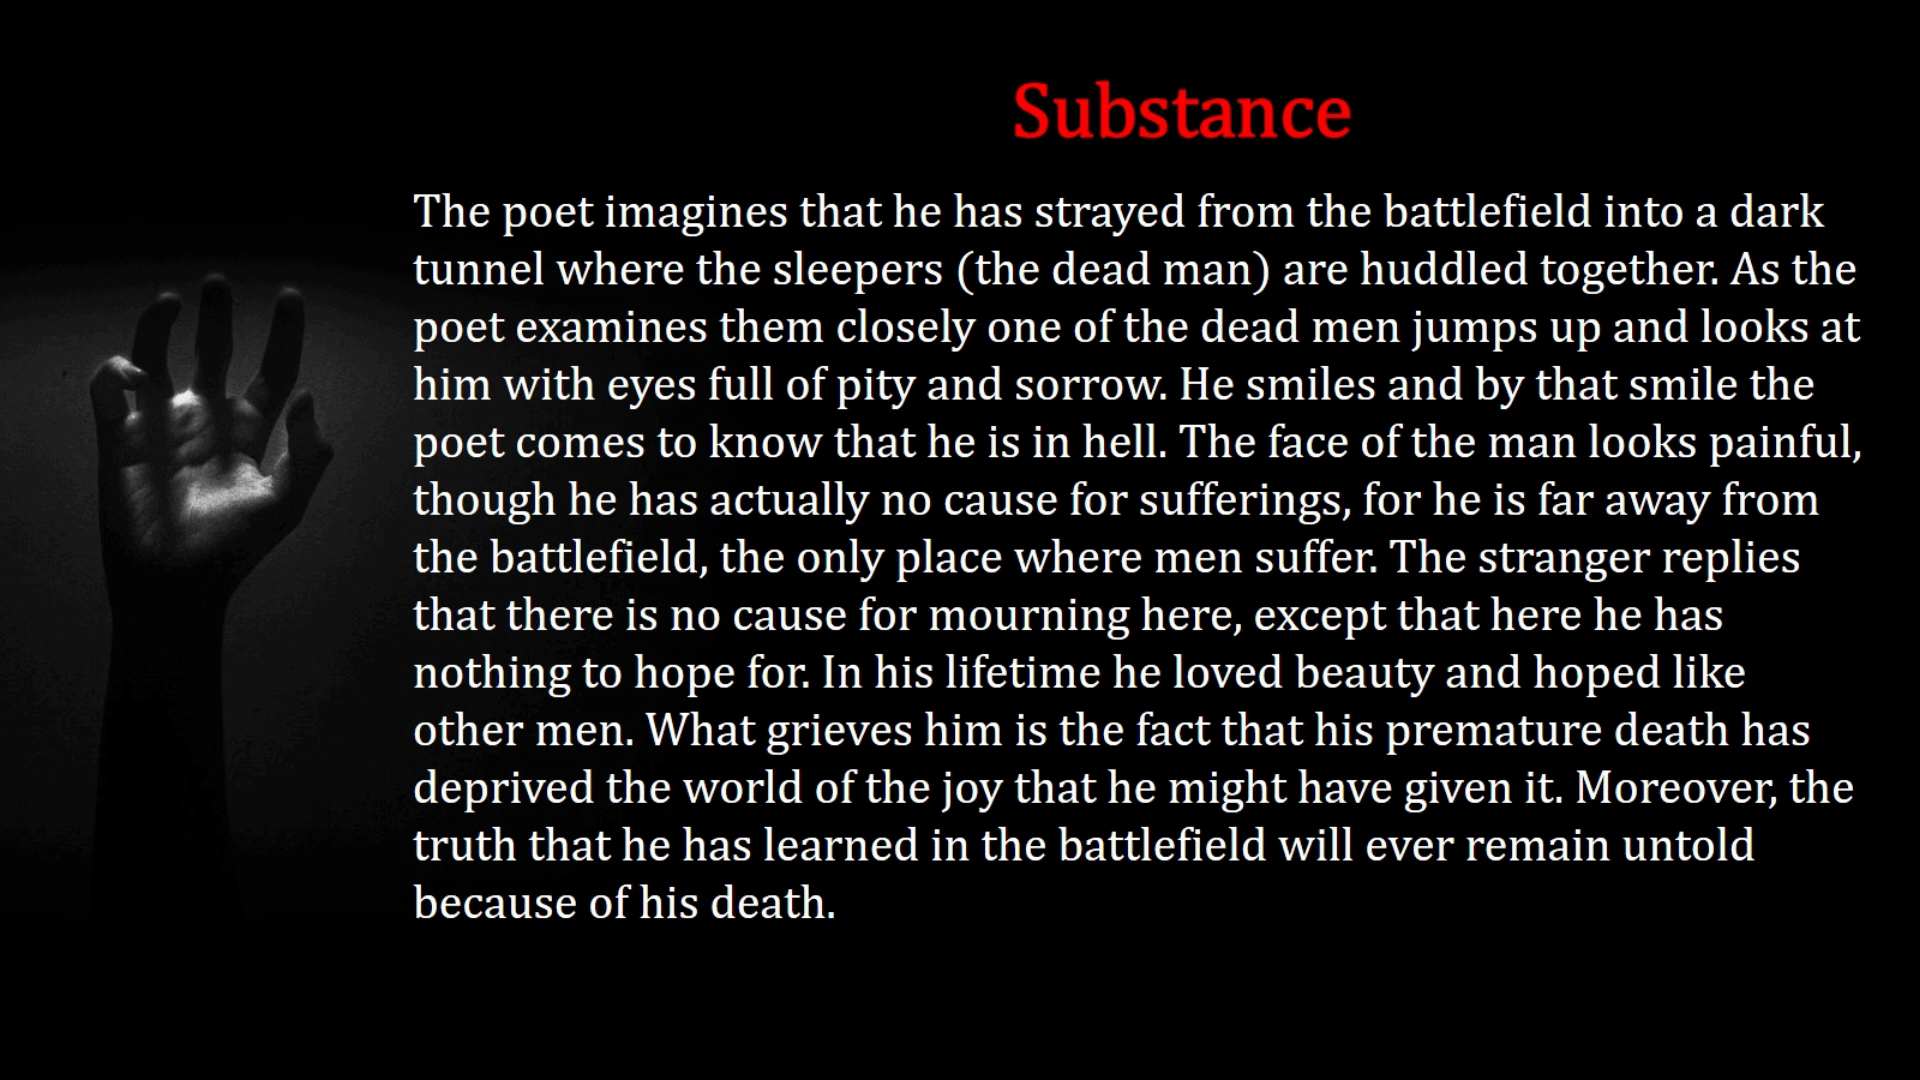 Substance
The poet imagines that he has strayed from the battlefield into a dark
tunnel where the sleepers (the dead man) are huddled together. As the
poet examines them closely one of the dead men jumps up and looks at
him with eyes full of pity and sorrow. He smiles and by that smile the
poet comes to know that he is in hell. The face of the man looks painful,
though he has actually no cause for sufferings, for he is far away from
the battlefield, the only place where men suffer. The stranger replies
that there is no cause for mourning here, except that here he has
nothing to hope for. In his lifetime he loved beauty and hoped like
other men. What grieves him is the fact that his premature death has
deprived the world of the joy that he might have given it. Moreover, the
truth that he has learned in the battlefield will ever remain untold
because of his death.